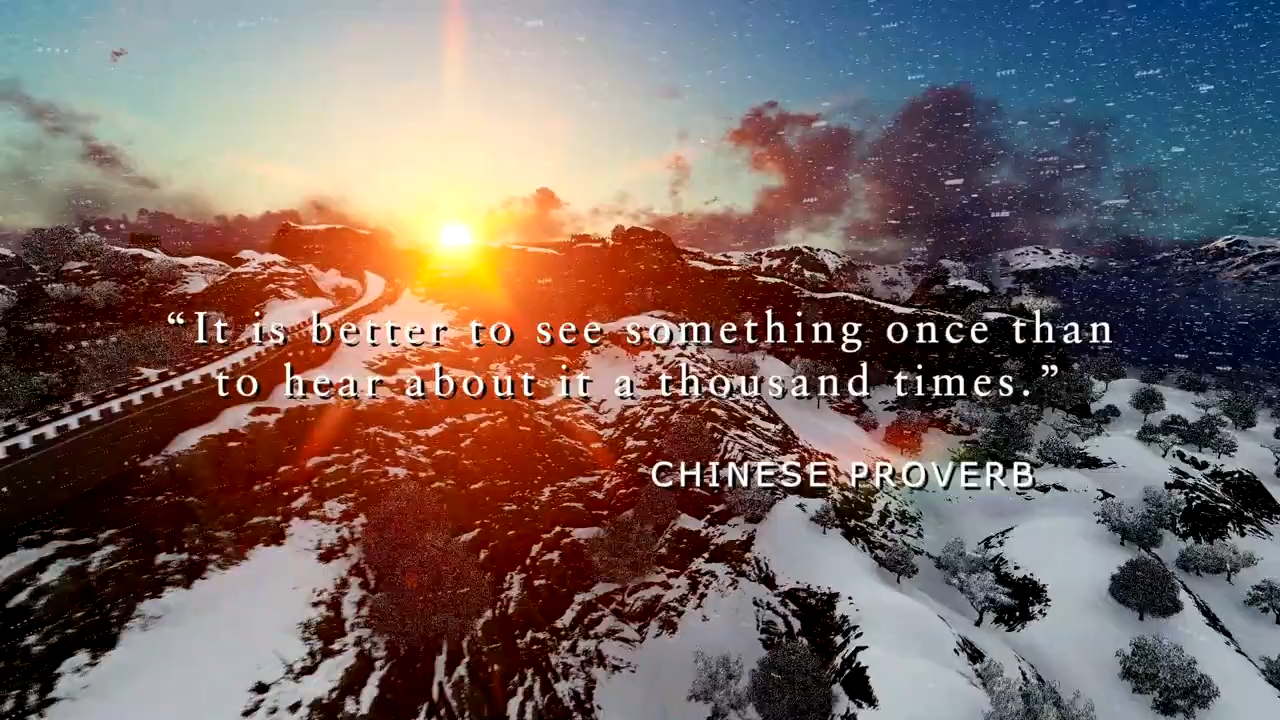 “It is better to see something once than
to hear about it a thousand times.”
CHINESE PROVERB